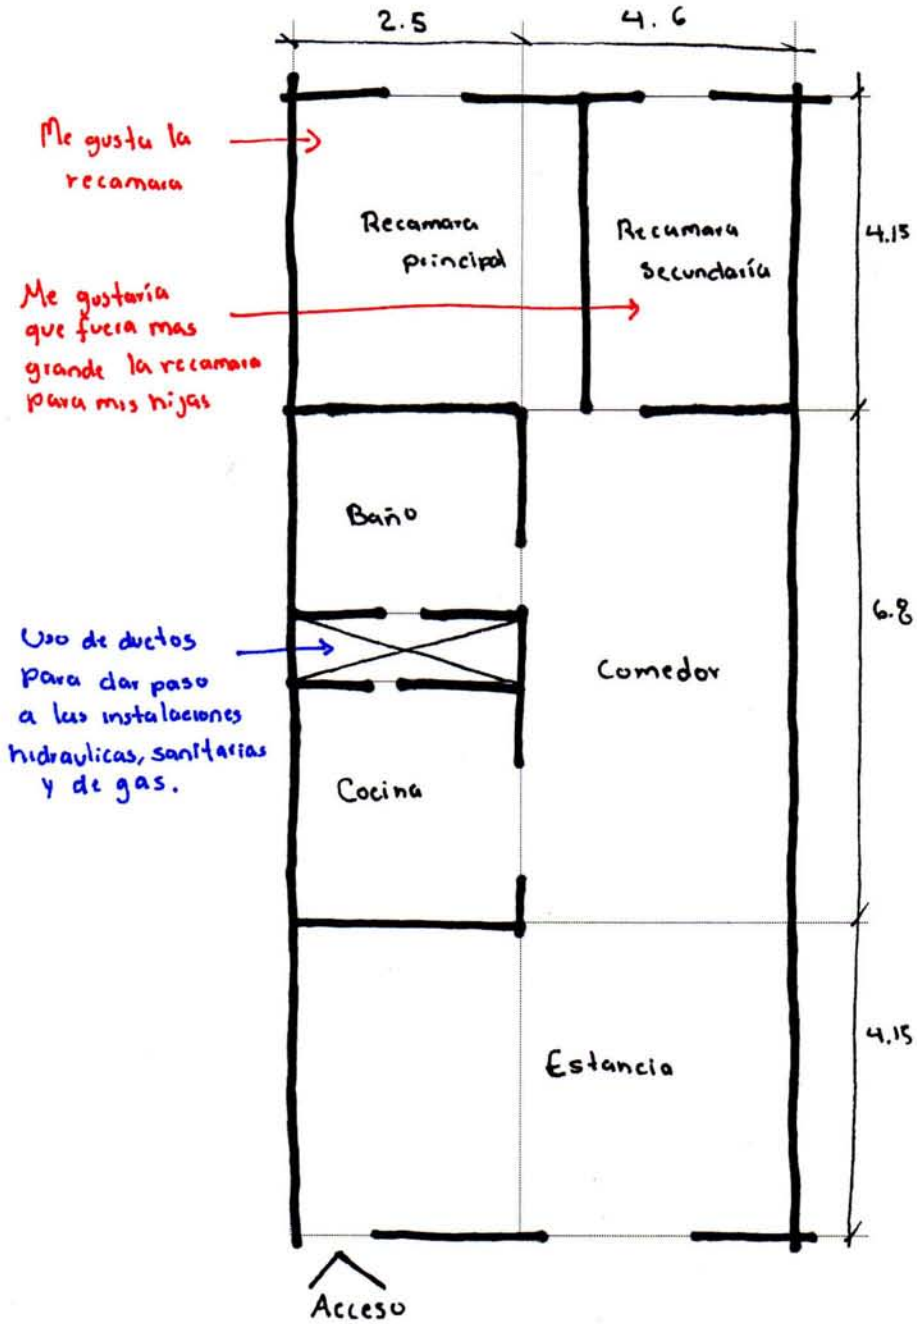 2.5
4.6
Me gusta la
recamara
Recamara
principal
Recamara
secundaría
4.15
Me gustaría
que fuera mas
grande la recamara
para mis hijas
Baño
6.8
Uso de ductos
para dar paso
a las instalaciones
hidraulicas, sanitarias
y de gas.
Comedor
Cocina
4.15
Estancia
Acceso